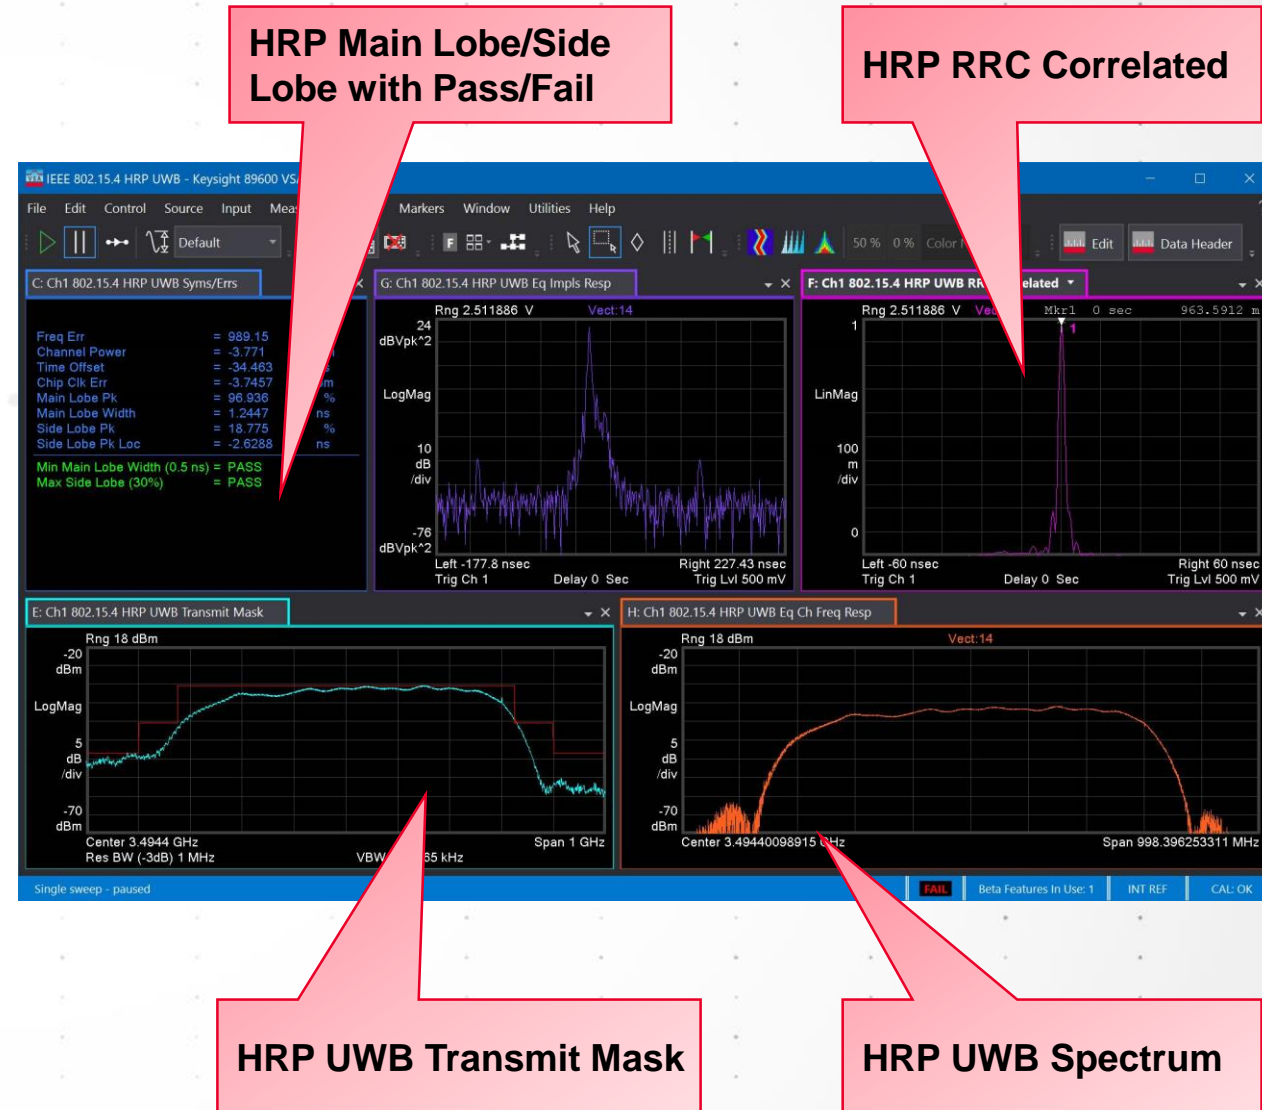 HRP Main Lobe/Side
Lobe with Pass/Fail
HRP RRC Correlated
IEEE 802.15.4 HRP UWB - Keysight 89600
File Edit Control Source Input Markers Window Utilities Help
Default
F
50 % 0 % Color
Edit
Data Header
C: Ch1 802.15.4 HRP UWB Syms/Errs
Freq Err = 989.15
Channel Power = -3.771
Time Offset = -34.463
Chip Clk Err = -3.7457
Main Lobe Pk = 96.936 %
Main Lobe Width = 1.2447 ns
Side Lobe Pk = 18.775 %
Side Lobe Pk Loc = -2.6288 ns
Min Main Lobe Width (0.5 ns) = PASS
Max Side Lobe (30%) = PASS
G: Ch1 802.15.4 HRP UWB Eq Impls Resp
Rng 2.511886 V Vect:14
24
dBVpk^2
LogMag
10
dB
/div
-76
dBVpk^2
Left -177.8 nsec Right 227.43 nsec
Trig Ch 1 Delay 0 Sec Trig Lvl 500 mV
F: Ch1 802.15.4 HRP UWB
Rng 2.511886 V Mkr1 0 sec 963.5912 m
1
1
LinMag
100
m
/div
0
Left -60 nsec Right 60 nsec
Trig Ch 1 Delay 0 Sec Trig Lvl 500 mV
E: Ch1 802.15.4 HRP UWB Transmit Mask
Rng 18 dBm
-20
dBm
LogMag
5
dB
/div
-70
dBm
Center 3.4944 GHz Span 1 GHz
Res BW (-3dB) 1 MHz 65 kHz
H: Ch1 802.15.4 HRP UWB Eq Ch Freq Resp
Rng 18 dBm Vect:14
-20
dBm
LogMag
5
dB
/div
-70
dBm
Center 3.49440098915 GHz Span 998.396253311 MHz
Single sweep - paused
FAIL
Beta Features In Use: 1
INT REF
CAL: OK
HRP UWB Transmit Mask
HRP UWB Spectrum